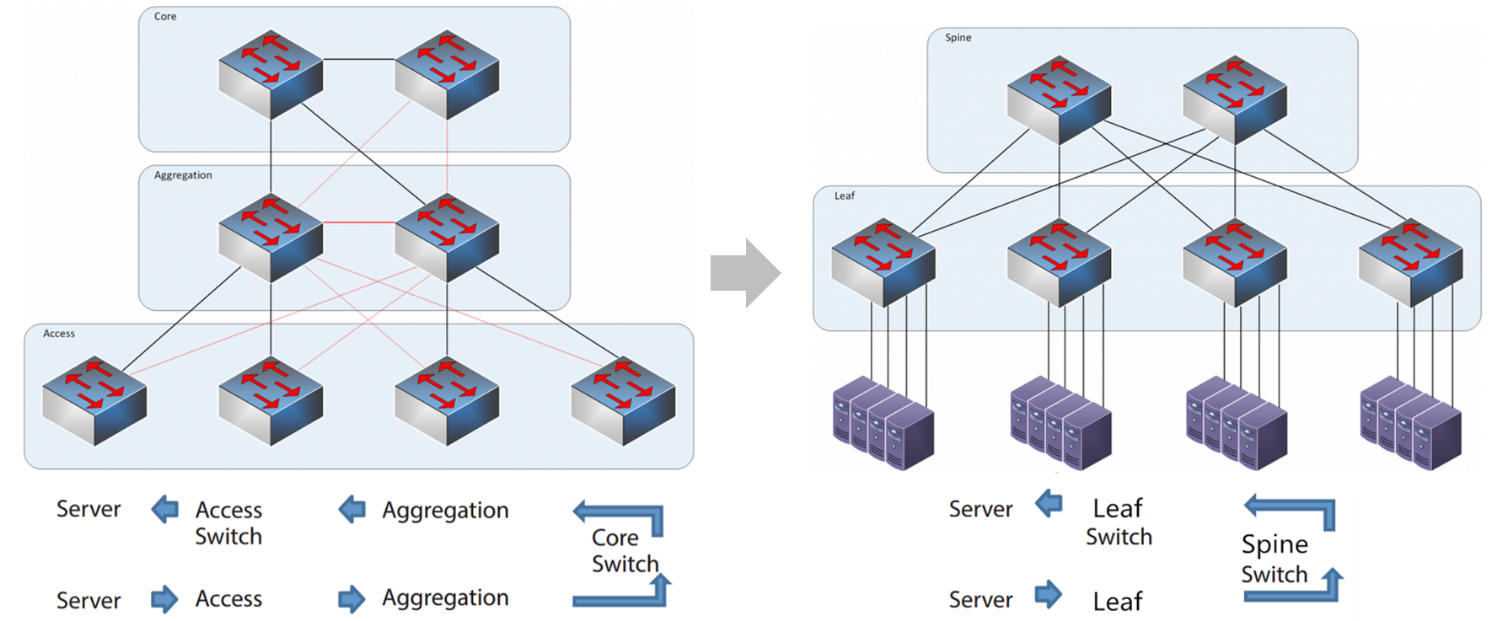 Core
Spine
Aggregation
Leaf
Access
Server Access Switch Aggregation
Core Switch
Server Access Aggregation
Server Leaf Switch
Spine Switch
Server Leaf